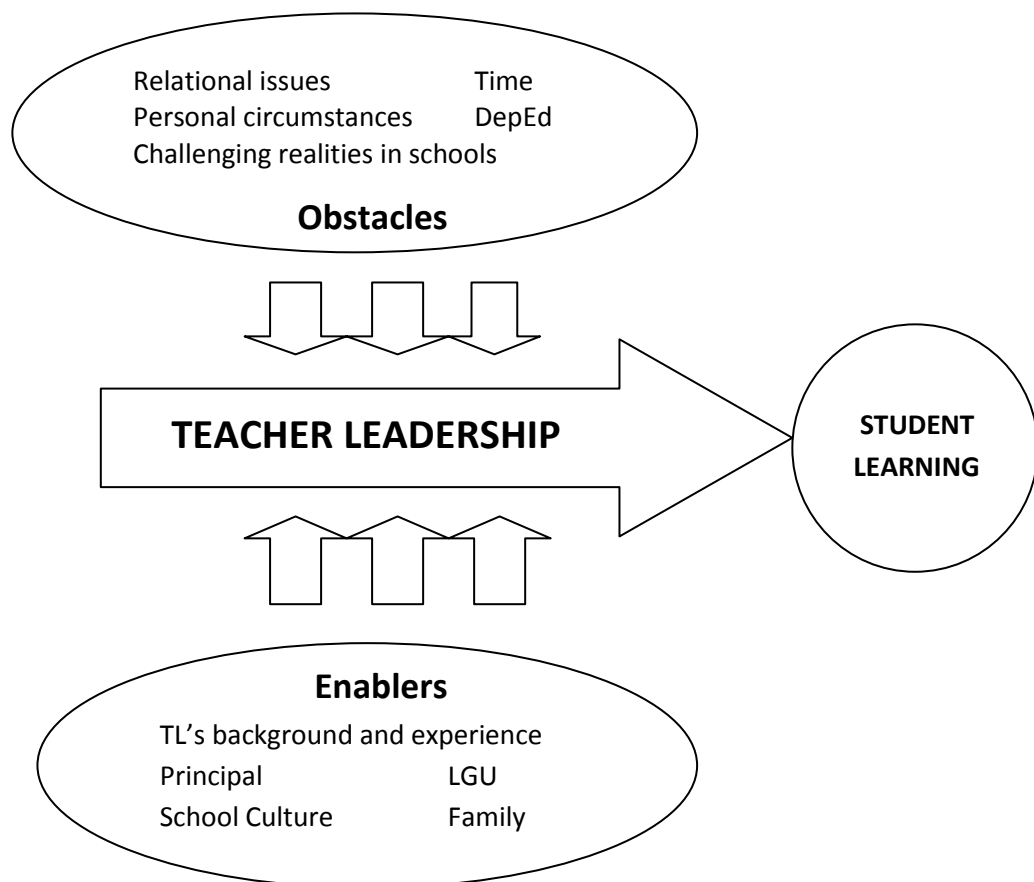 Relational issues Time
Personal circumstances DepEd
Challenging realities in schools
Obstacles
TEACHER LEADERSHIP
STUDENT
LEARNING
Enablers
TL’s background and experience
Principal LGU
School Culture Family